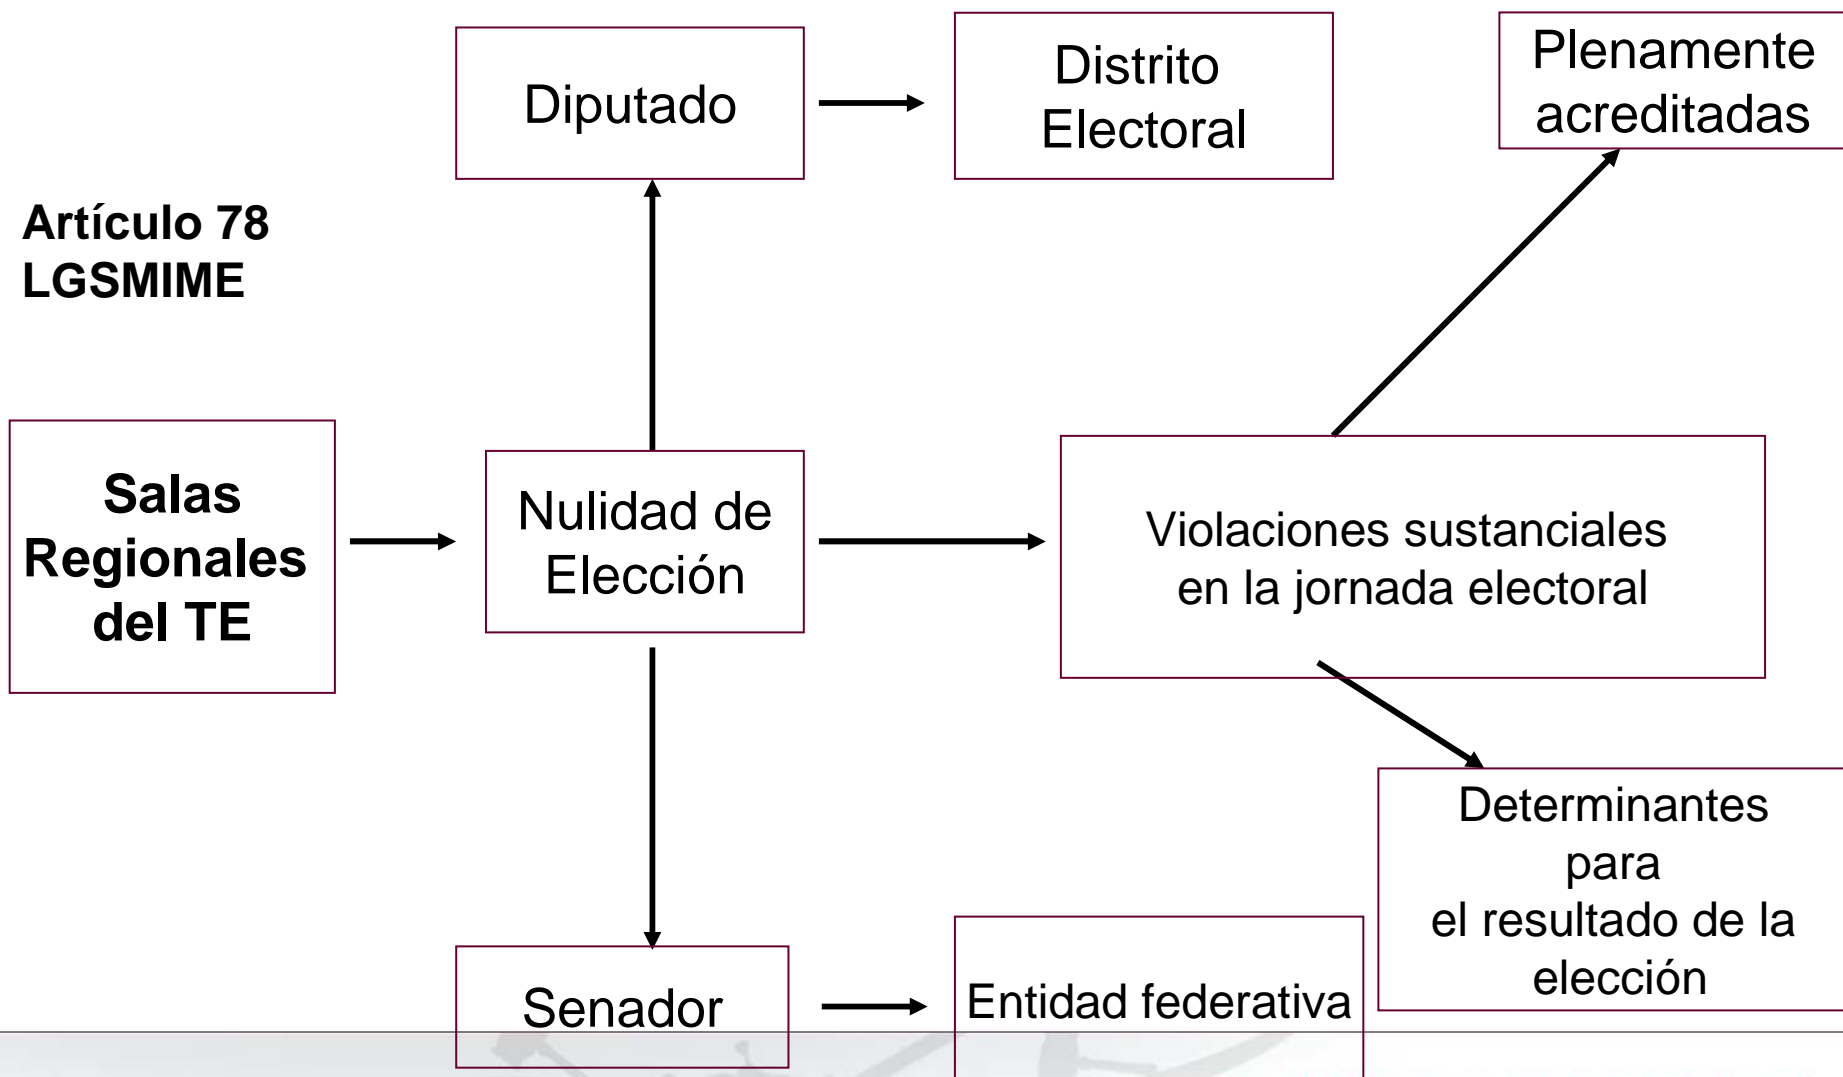 Diputado
Distrito
Electoral
Plenamente
acreditadas
Artículo 78
LGSMIME
Salas
Regionales
del TE
Nulidad de
Elección
Violaciones sustanciales
en la jornada electoral
Determinantes
para
el resultado de la
elección
Senador
Entidad federativa